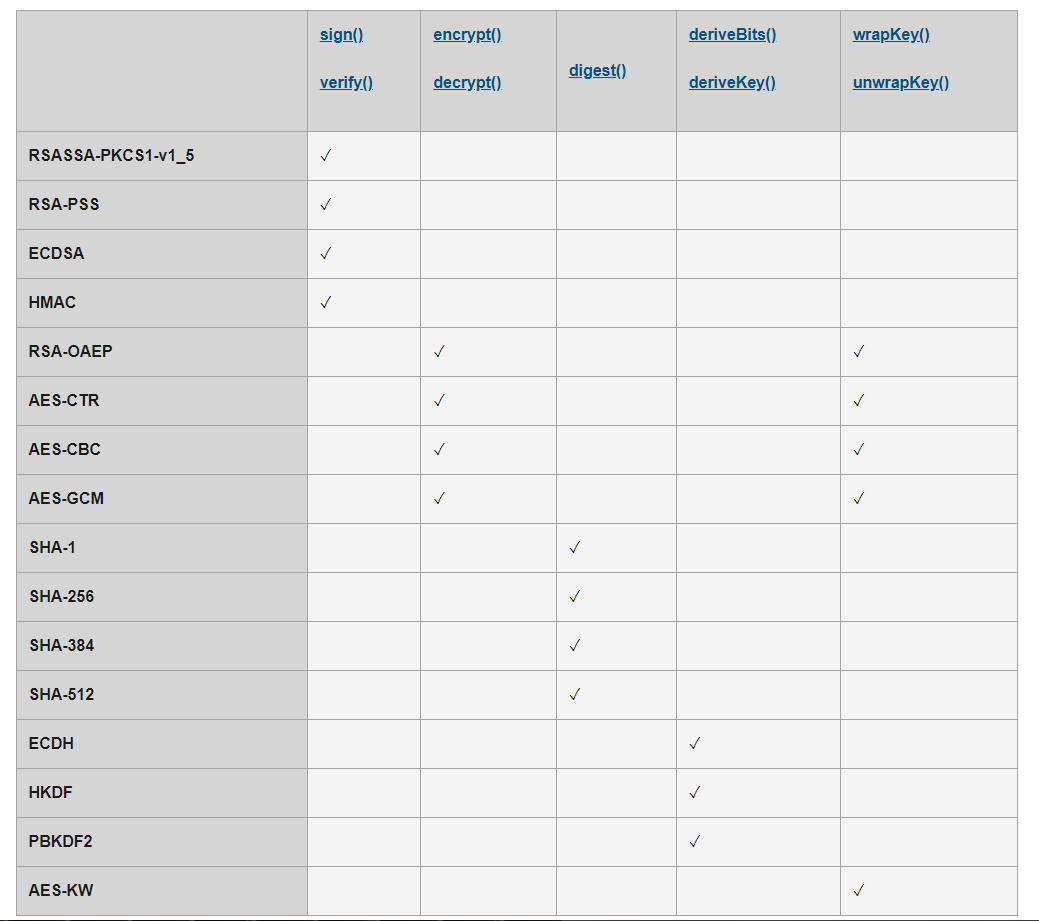 sign() encrypt() deriveBits() wrapKey()
digest()
verify() decrypt() deriveKey() unwrapKey()
RSASSA-PKCS1-v1_5 ✓
RSA-PSS ✓
ECDSA ✓
HMAC ✓
RSA-OAEP ✓ ✓
AES-CTR ✓ ✓
AES-CBC ✓ ✓
AES-GCM ✓ ✓
SHA-1 ✓
SHA-256 ✓
SHA-384 ✓
SHA-512 ✓
ECDH ✓
HKDF ✓
PBKDF2 ✓
AES-KW ✓